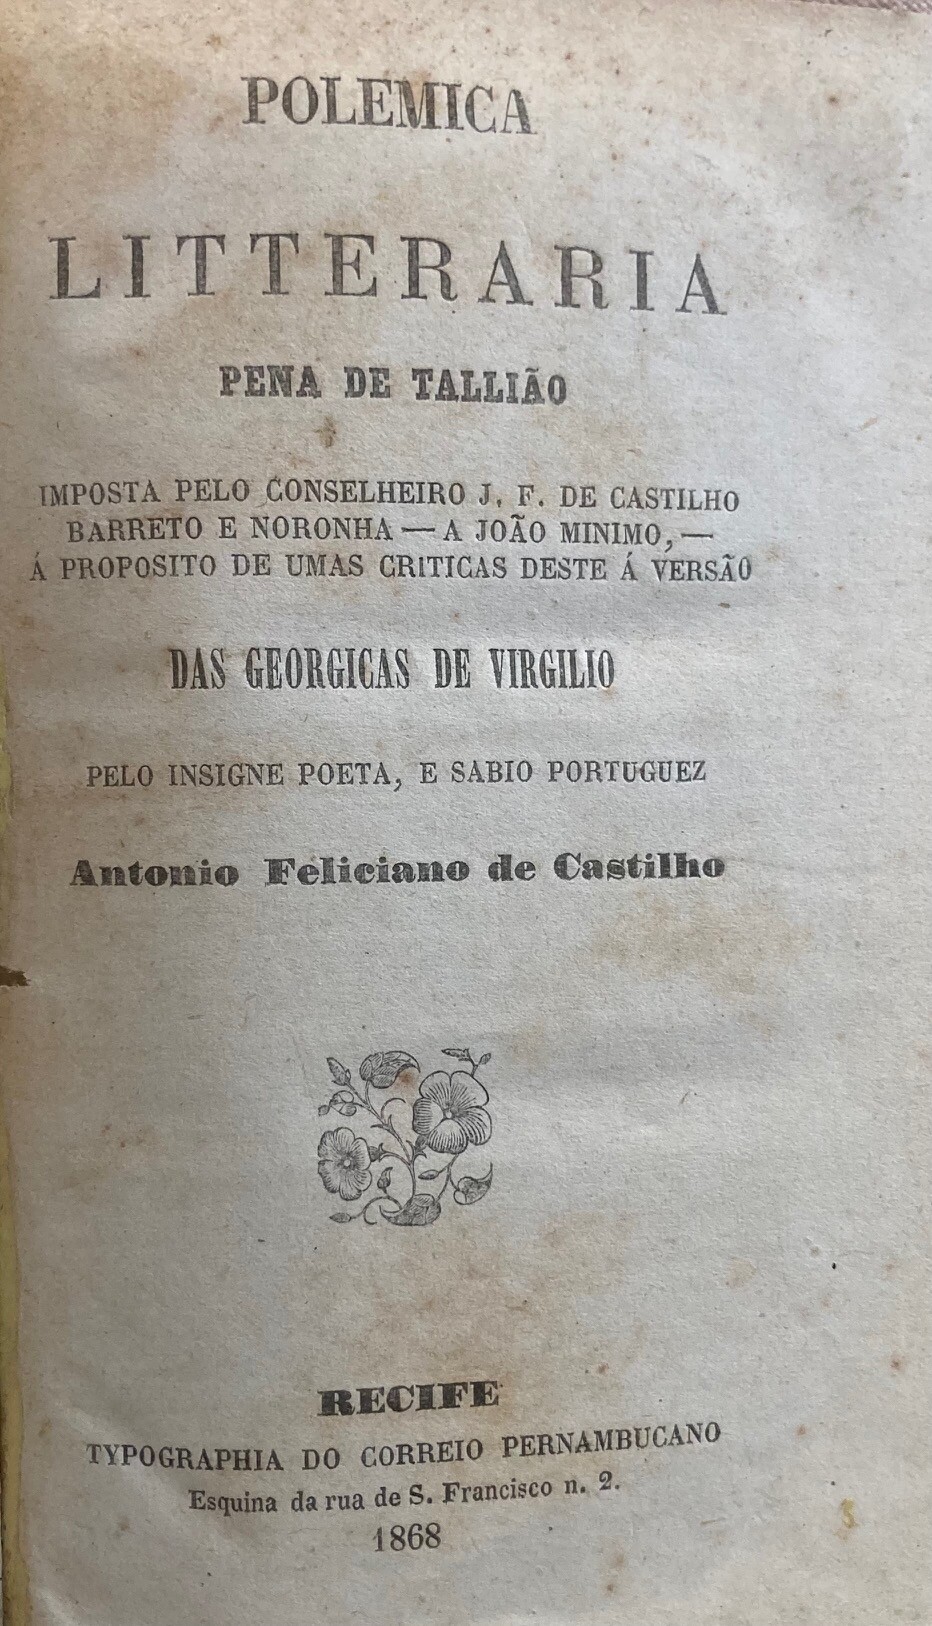 POLEMICA
LITTERARIA
PENA DE TALLIÃO
IMPOSTA PELO CONSELHEIRO J. F. DE CASTILHO
BARRETO E NORONHA — A JOÃO MINIMO, —
Á PROPOSITO DE UMAS CRITICAS DESTE Á VERSÃO
DAS GEORGICAS DE VIRGILIO
PELO INSIGNE POETA, E SABIO PORTUGUEZ
Antonio Feliciano de Castilho
RECIFE
TYPOGRAPHIA DO CORREIO PERNAMBUCANO
Esquina da rua de S. Francisco n. 2.
1868